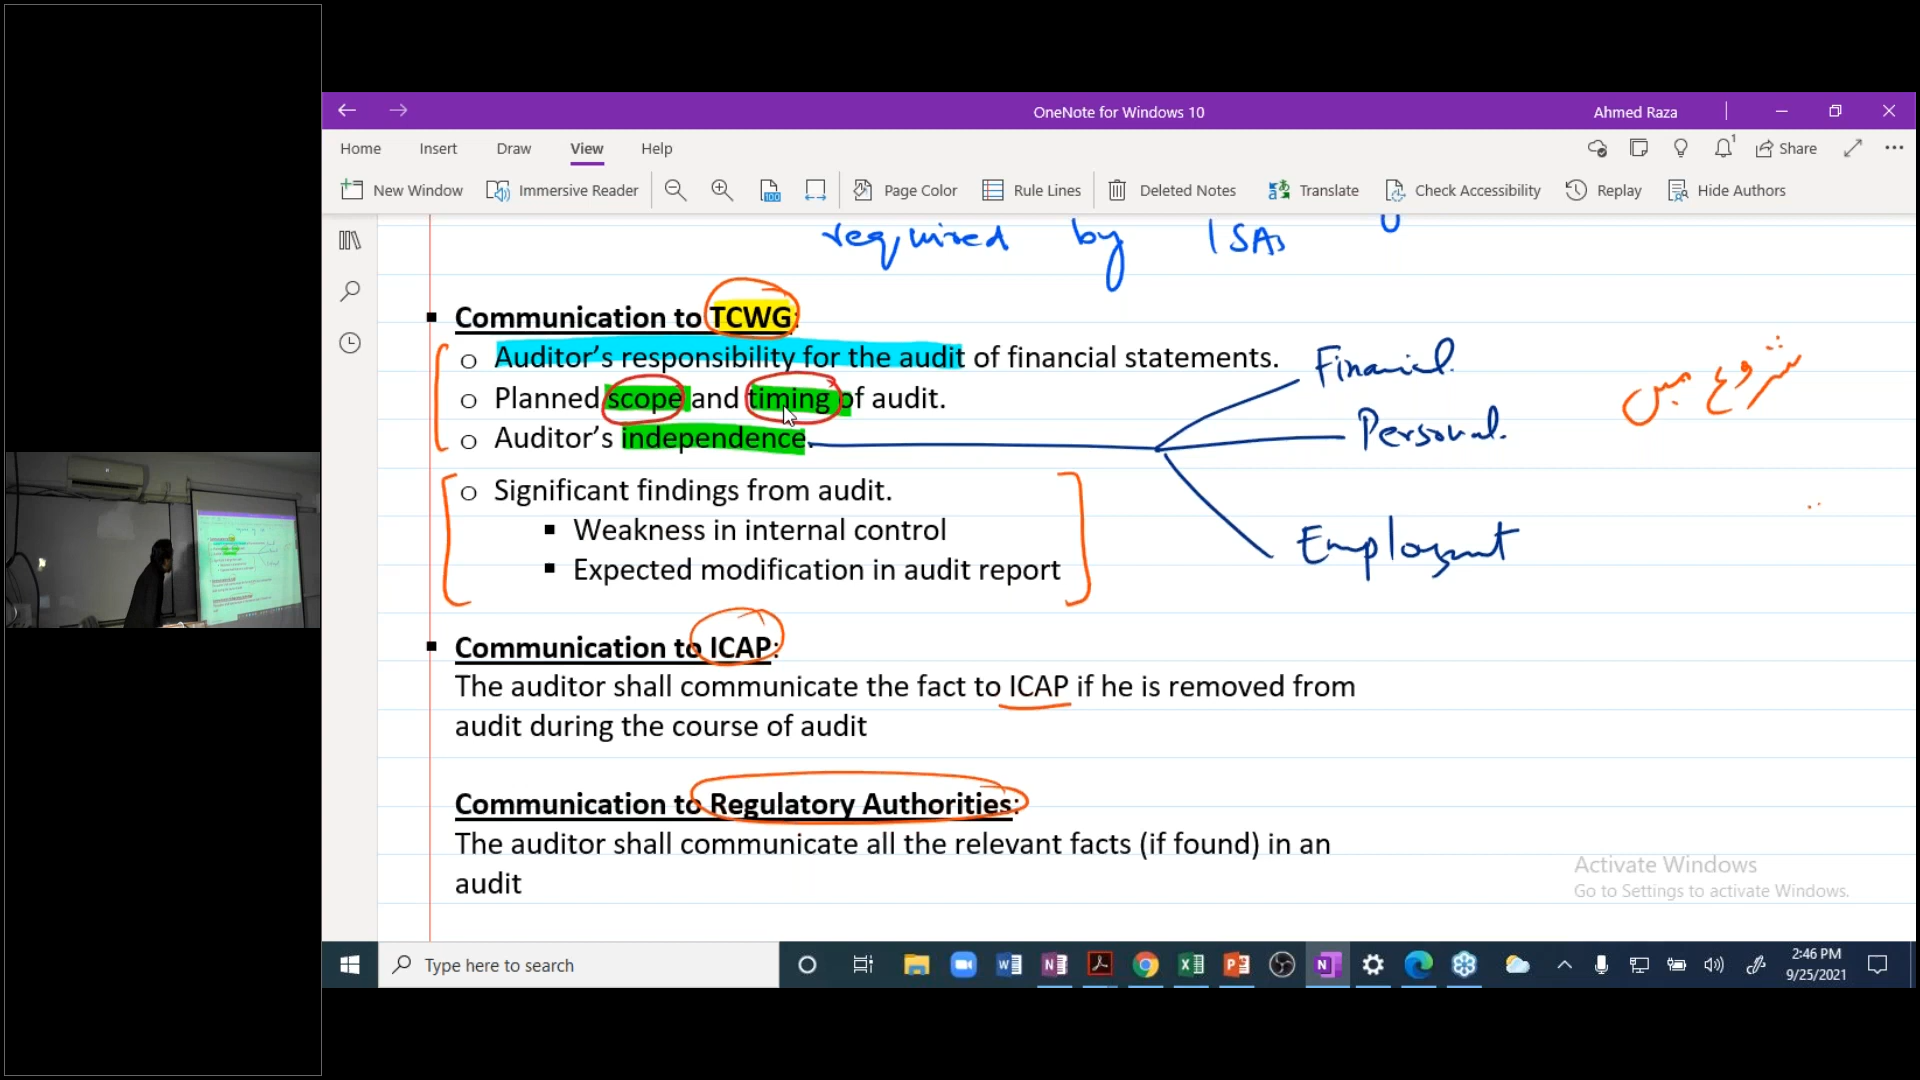 OneNote for Windows 10
Ahmed Raza
Home Insert Draw View Help
Share
New Window Immersive Reader Page Color Rule Lines Deleted Notes Translate Check Accessibility Replay Hide Authors
required by ISAs
Communication to TCWG:
Auditor's responsibility for the audit of financial statements.
Financial.
شروع میں
Planned scope and timing of audit.
Personal.
Auditor's independence.
Significant findings from audit.
Weakness in internal control
Employment
Expected modification in audit report
Communication to ICAP:
The auditor shall communicate the fact to ICAP if he is removed from
audit during the course of audit
Communication to Regulatory Authorities:
The auditor shall communicate all the relevant facts (if found) in an
audit
Activate Windows
Go to Settings to activate Windows.
Type here to search
2:46 PM
9/25/2021